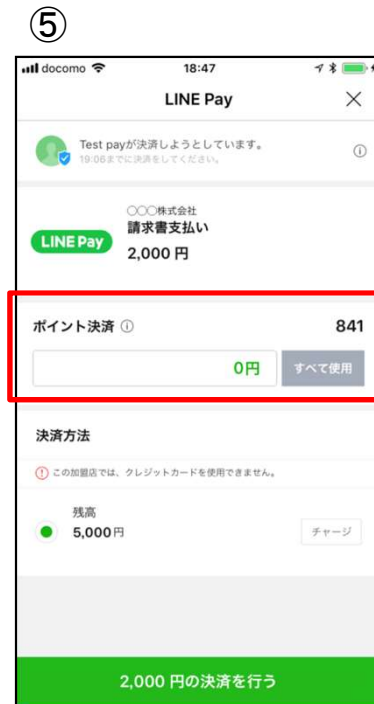 ⑤
docomo 18:47
LINE Pay
Test payが決済しようとしています。
19:06までに決済をしてください。
○○○株式会社
請求書支払い
LINE Pay
2,000 円
ポイント決済 841
0円 すべて使用
決済方法
この加盟店では、クレジットカードを使用できません。
残高
5,000円 チャージ
2,000 円の決済を行う